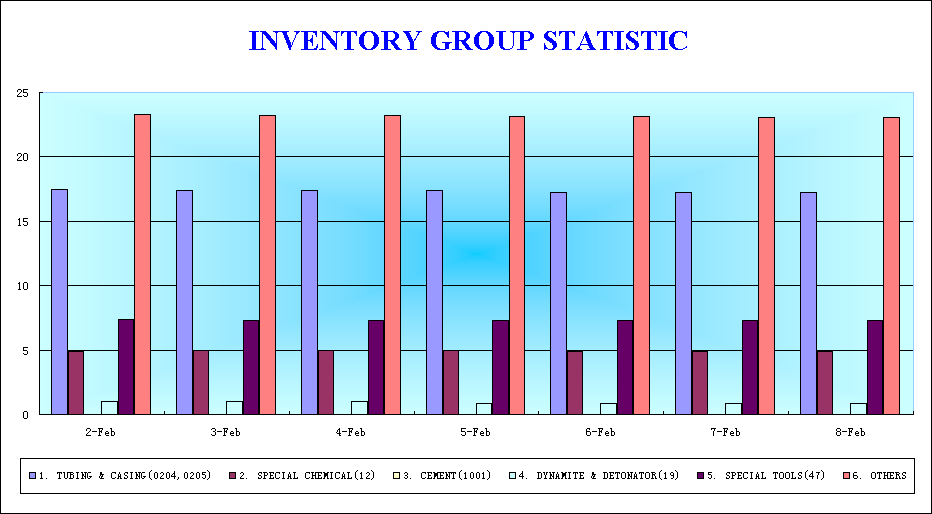 INVENTORY GROUP STATISTIC
25
20
15
10
5
0
2-Feb 3-Feb 4-Feb 5-Feb 6-Feb 7-Feb 8-Feb
1. TUBING & CASING(0204,0205) 2. SPECIAL CHEMICAL(12) 3. CEMENT(1001) 4. DYNAMITE & DETONATOR(19) 5. SPECIAL TOOLS(47) 6. OTHERS